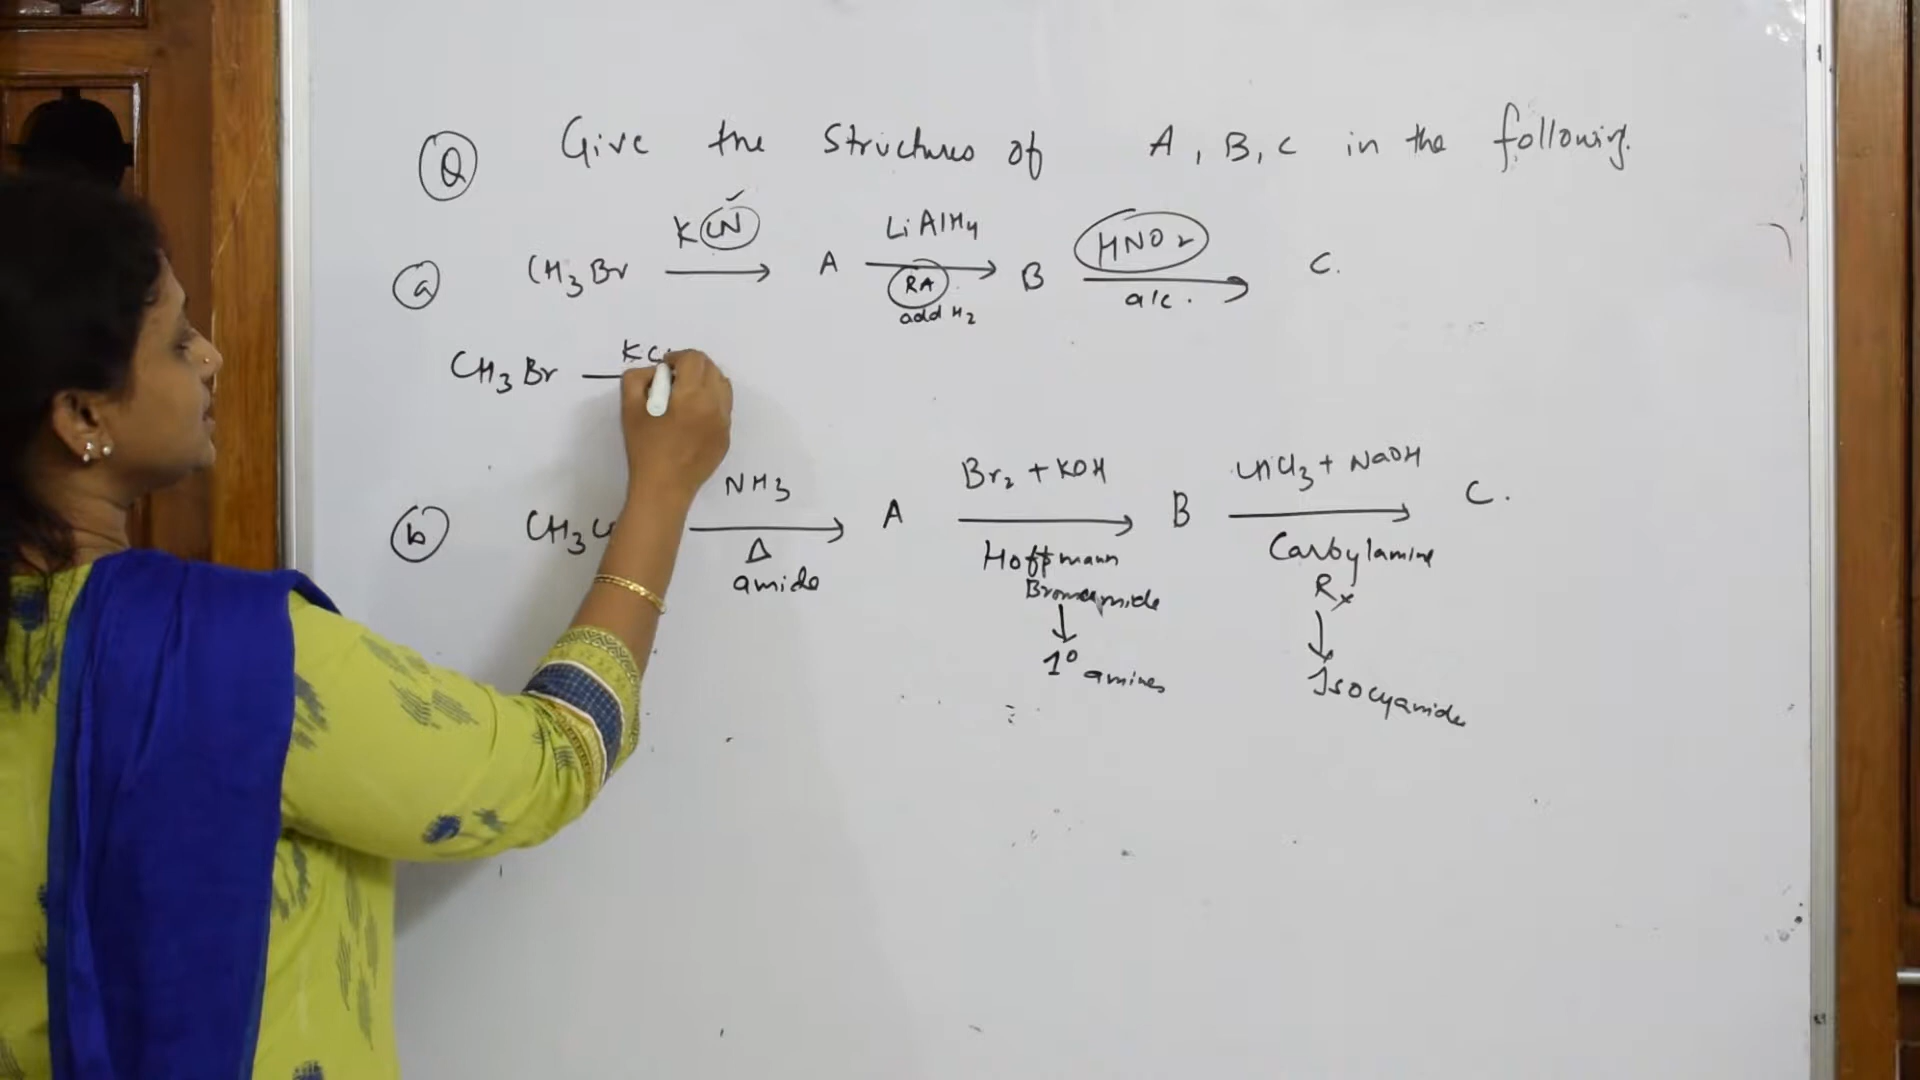 Q Give the Structures of A, B, C in the following.
a CH3Br KCN → A LiAlH4 → B HNO2 → C.
RA alc.
add H2
CH3Br KC
b CH3C NH3 → A Br2 + KOH → B CHCl3 + NaOH → C.
Δ Hoffmann Carbylamine
amide Bromamide Rx
↓ ↓
1° amines Isocyamide